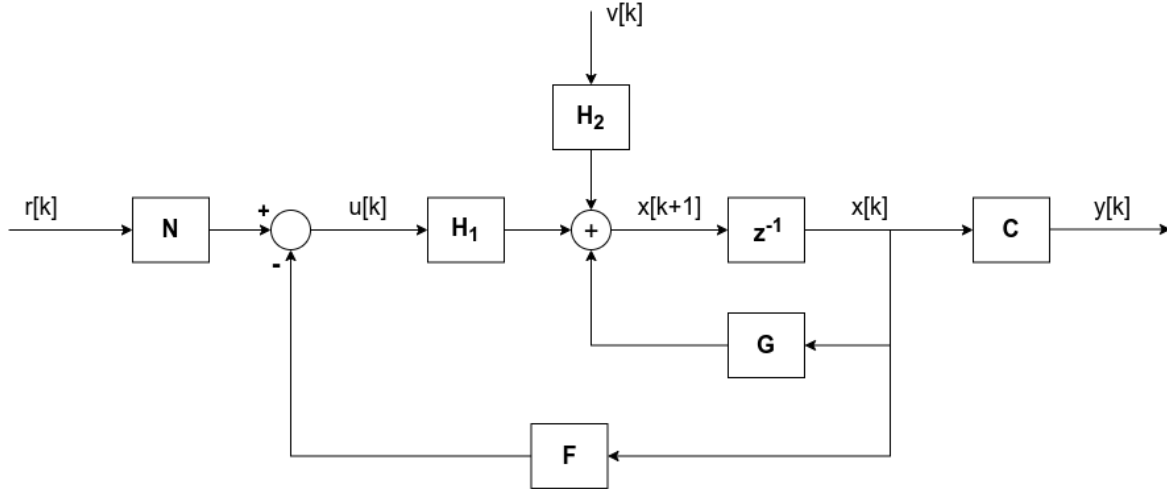 v[k]
H₂
r[k]
N
+
-
u[k]
H₁
+
x[k+1]
z⁻¹
x[k]
C
y[k]
G
F